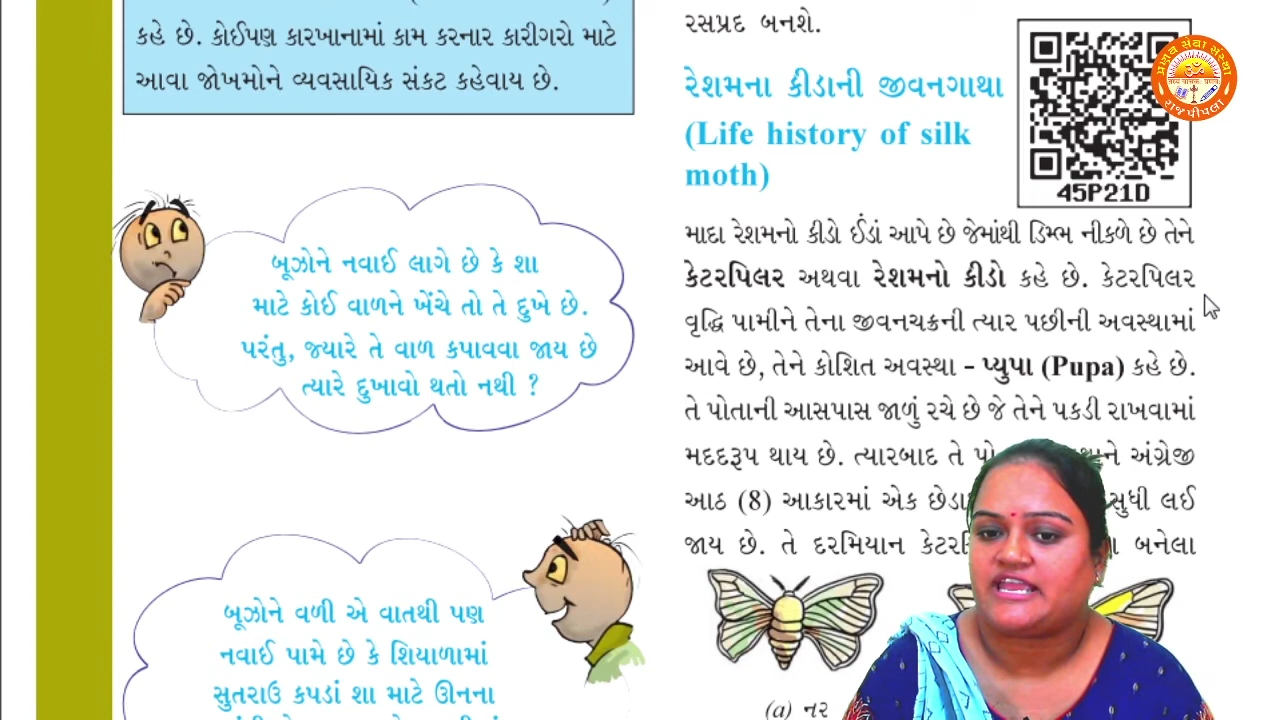 કહે છે. કોઈપણ કારખાનામાં કામ કરનાર કારીગરો માટે
આવા જોખમોને વ્યવસાયિક સંકટ કહેવાય છે.
બૂઝોને નવાઈ લાગે છે કે શા
માટે કોઈ વાળને ખેંચે તો તે દુખે છે.
પરંતુ, જ્યારે તે વાળ કપાવવા જાય છે
ત્યારે દુખાવો થતો નથી ?
બૂઝોને વળી એ વાતથી પણ
નવાઈ પામે છે કે શિયાળામાં
સુતરાઉ કપડાં શા માટે ઊનના
રસપ્રદ બનશે.
રેશમના કીડાની જીવનગાથા
(Life history of silk
moth)
45P21D
પ્રણવ સેવા સંસ્થા
રાજપીપલા
માદા રેશમનો કીડો ઈંડાં આપે છે જેમાંથી ડિમ્ભ નીકળે છે તેને
કેટરપિલર અથવા રેશમનો કીડો કહે છે. કેટરપિલર
વૃદ્ધિ પામીને તેના જીવનચક્રની ત્યાર પછીની અવસ્થામાં
આવે છે, તેને કોશિત અવસ્થા - પ્યુપા (Pupa) કહે છે.
તે પોતાની આસપાસ જાળું રચે છે જે તેને પકડી રાખવામાં
મદદરૂપ થાય છે. ત્યારબાદ તે અંગ્રેજી
આઠ (8) આકારમાં એક સુધી લઈ
જાય છે. તે દરમિયાન બનેલા
(a) નર